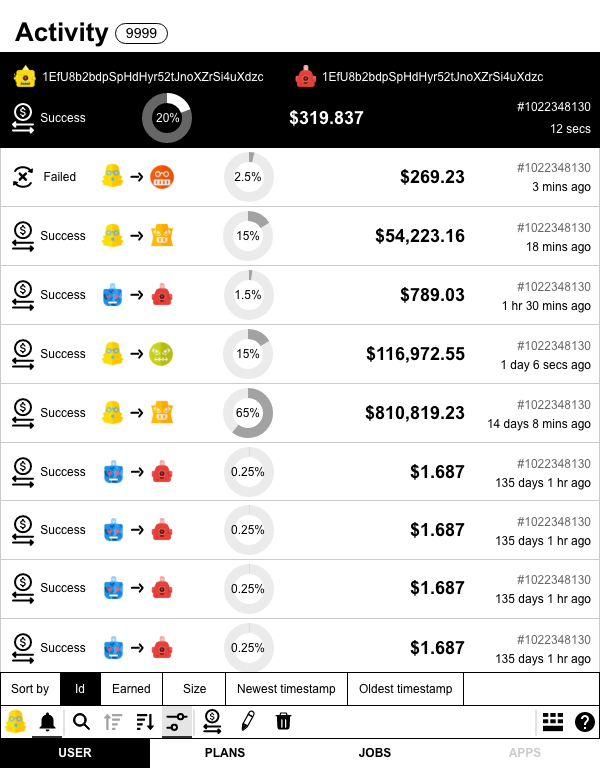 Activity 9999
1EfU8b2bdpSpHdHyr52tJnoXZrSi4uXdzc 1EfU8b2bdpSpHdHyr52tJnoXZrSi4uXdzc
Success 20% $319.837 #1022348130
12 secs
Failed 2.5% $269.23 #1022348130
3 mins ago
Success 15% $54,223.16 #1022348130
18 mins ago
Success 1.5% $789.03 #1022348130
1 hr 30 mins ago
Success 15% $116,972.55 #1022348130
1 day 6 secs ago
Success 65% $810,819.23 #1022348130
14 days 8 mins ago
Success 0.25% $1.687 #1022348130
135 days 1 hr ago
Success 0.25% $1.687 #1022348130
135 days 1 hr ago
Success 0.25% $1.687 #1022348130
135 days 1 hr ago
Success 0.25% $1.687 #1022348130
135 days 1 hr ago
Sort by Id Earned Size Newest timestamp Oldest timestamp
USER PLANS JOBS APPS